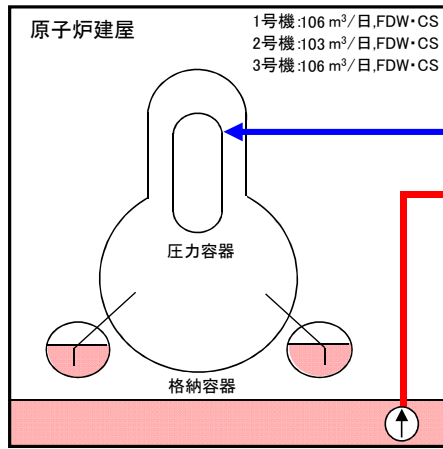 原子炉建屋
1号機:106 m³/日,FDW・CS
2号機:103 m³/日,FDW・CS
3号機:106 m³/日,FDW・CS
圧力容器
格納容器